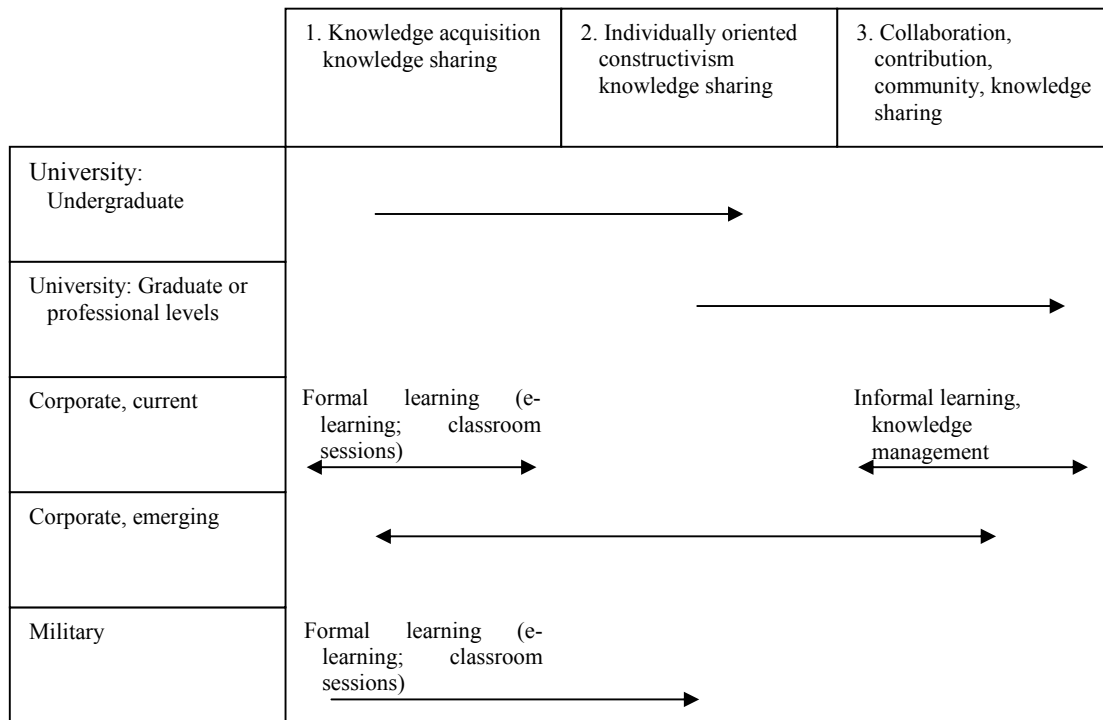 1. Knowledge acquisition
knowledge sharing
2. Individually oriented
constructivism
knowledge sharing
3. Collaboration,
contribution,
community, knowledge
sharing
University:
Undergraduate
University: Graduate or
professional levels
Corporate, current
Formal learning (e-
learning; classroom
sessions)
Informal learning,
knowledge
management
Corporate, emerging
Military
Formal learning (e-
learning; classroom
sessions)